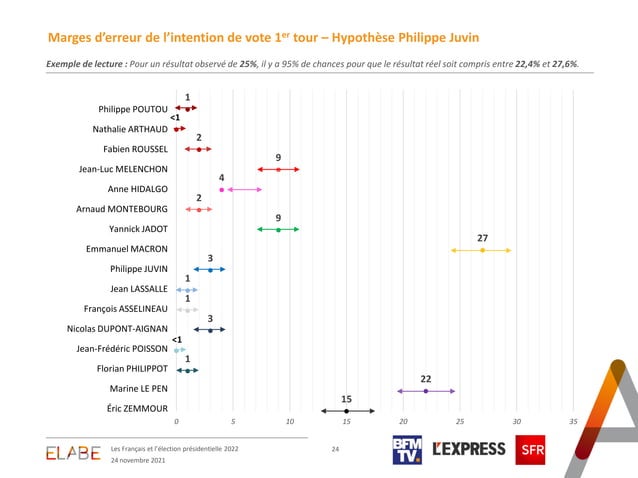 Marges d'erreur de l'intention de vote 1er tour – Hypothèse Philippe Juvin
Exemple de lecture : Pour un résultat observé de 25%, il y a 95% de chances pour que le résultat réel soit compris entre 22,4% et 27,6%.
Philippe POUTOU 1
Nathalie ARTHAUD <1
Fabien ROUSSEL 2
Jean-Luc MELENCHON 9
Anne HIDALGO 4
Arnaud MONTEBOURG 2
Yannick JADOT 9
Emmanuel MACRON 27
Philippe JUVIN 3
Jean LASSALLE 1
François ASSELINEAU 1
Nicolas DUPONT-AIGNAN 3
Jean-Frédéric POISSON <1
Florian PHILIPPOT 1
Marine LE PEN 22
Éric ZEMMOUR 15
0 5 10 15 20 25 30 35
ELABE
Les Français et l'élection présidentielle 2022
24 novembre 2021
24
BFM
TV.
L'EXPRESS
SFR